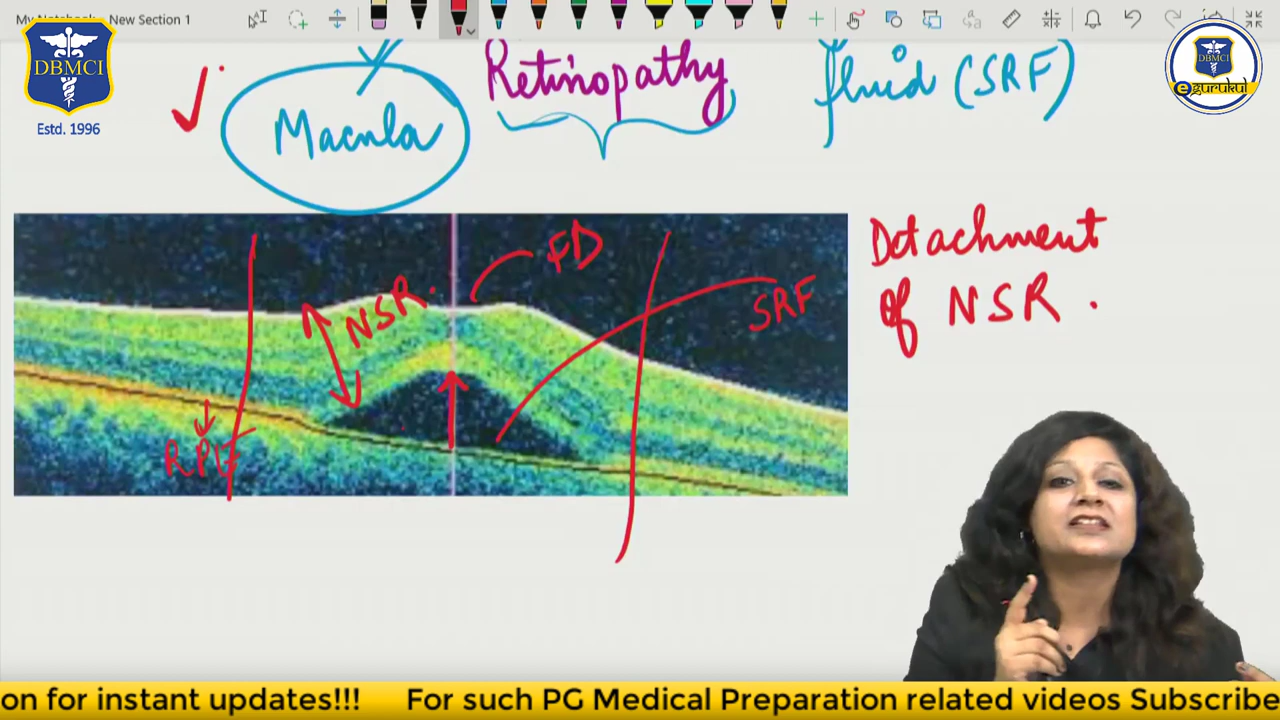 My Notebook - New Section 1
DBMCI
Estd. 1996
Macula
Retinopathy
fluid (SRF)
egurukul
FD
NSR.
SRF
RPE
Detachment
of NSR.
on for instant updates!!! For such PG Medical Preparation related videos Subscribe